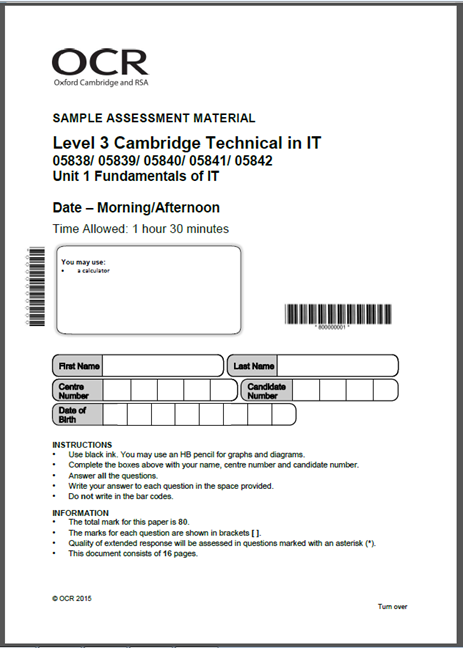 OCR
Oxford Cambridge and RSA
SAMPLE ASSESSMENT MATERIAL
Level 3 Cambridge Technical in IT
05838/ 05839/ 05840/ 05841/ 05842
Unit 1 Fundamentals of IT
Date – Morning/Afternoon
Time Allowed: 1 hour 30 minutes
You may use:
• a calculator
* 800000001 *
First Name
Last Name
Centre
Number
Candidate
Number
Date of
Birth
INSTRUCTIONS
• Use black ink. You may use an HB pencil for graphs and diagrams.
• Complete the boxes above with your name, centre number and candidate number.
• Answer all the questions.
• Write your answer to each question in the space provided.
• Do not write in the bar codes.
INFORMATION
• The total mark for this paper is 80.
• The marks for each question are shown in brackets [ ].
• Quality of extended response will be assessed in questions marked with an asterisk (*).
• This document consists of 16 pages.
© OCR 2015
Turn over